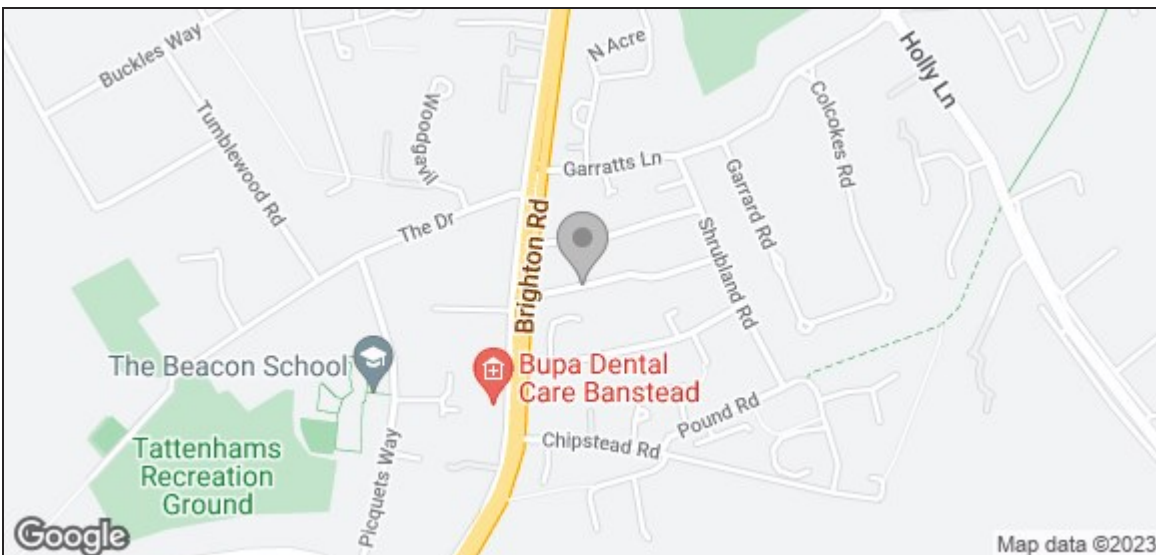 Buckles Way
N Acre
Holly Ln
Tumblewood Rd
Woodgavil
Garratts Ln
Colcokes Rd
Garrard Rd
The Dr
Shrubland Rd
Brighton Rd
The Beacon School
Bupa Dental
Care Banstead
Pound Rd
Chipstead Rd
Tattenhams
Recreation
Ground
Picquets Way
Google
Map data ©2023